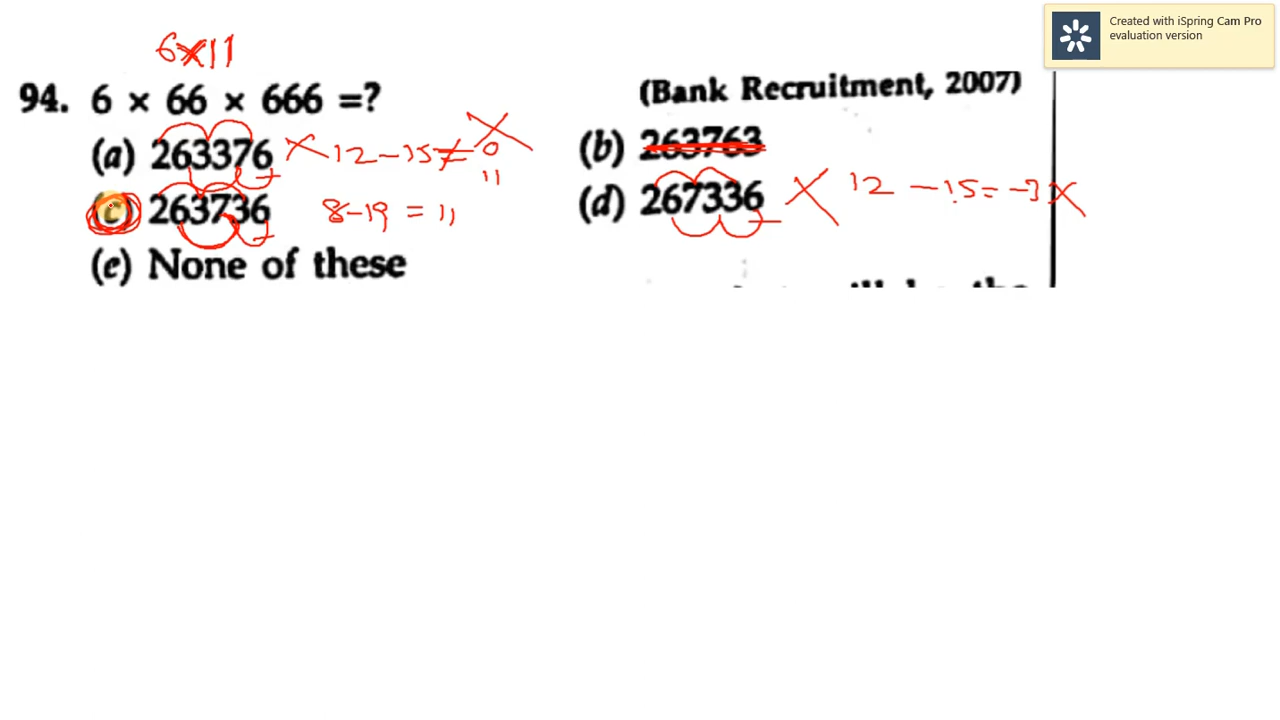 Created with iSpring Cam Pro
evaluation version
6×11
94. 6 × 66 × 666 =?
(Bank Recruitment, 2007)
(a) 263376 × 12 - 15 ≠ 0
11
(b) 263763
(c) 263736 8 - 19 = 11
(d) 267336 × 12 - 15 = -3 ×
(e) None of these